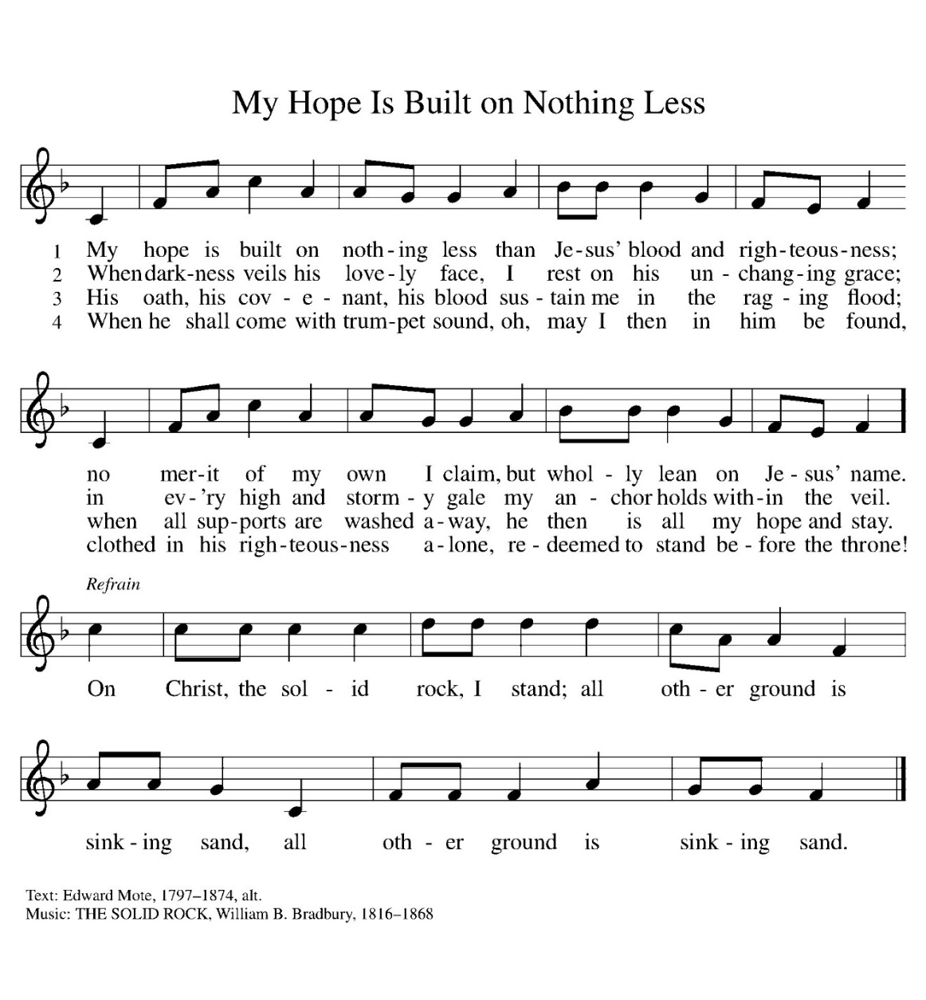 My Hope Is Built on Nothing Less
1 My hope is built on noth - ing less than Je - sus' blood and righ - teous - ness;
2 When dark - ness veils his love - ly face, I rest on his un - chang - ing grace;
3 His oath, his cov - e - nant, his blood sus - tain me in the rag - ing flood;
4 When he shall come with trum - pet sound, oh, may I then in him be found,
no mer - it of my own I claim, but whol - ly lean on Je - sus' name.
in ev - 'ry high and storm - y gale my an - chor holds with - in the veil.
when all sup - ports are washed a - way, he then is all my hope and stay.
clothed in his righ - teous - ness a - lone, re - deemed to stand be - fore the throne!
Refrain
On Christ, the sol - id rock, I stand; all oth - er ground is
sink - ing sand, all oth - er ground is sink - ing sand.
Text: Edward Mote, 1797–1874, alt.
Music: THE SOLID ROCK, William B. Bradbury, 1816–1868